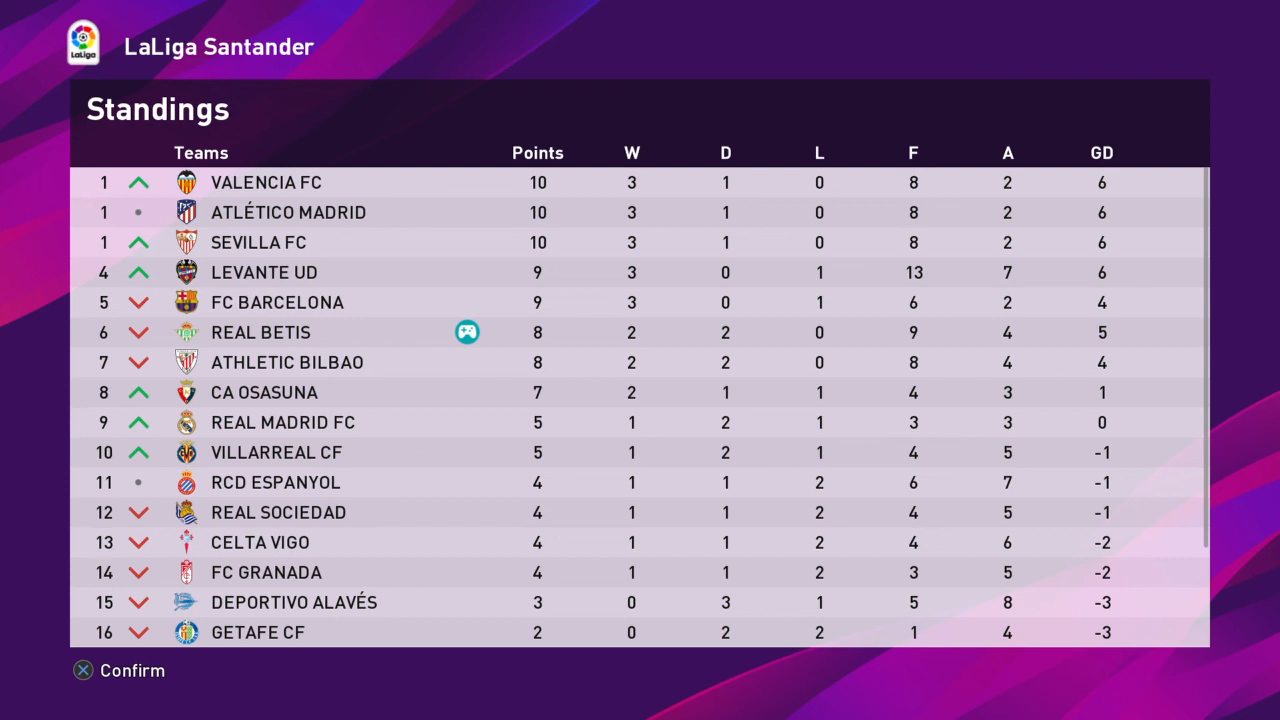 LaLiga
LaLiga Santander
Standings
Teams Points W D L F A GD
1 VALENCIA FC 10 3 1 0 8 2 6
1 ATLÉTICO MADRID 10 3 1 0 8 2 6
1 SEVILLA FC 10 3 1 0 8 2 6
4 LEVANTE UD 9 3 0 1 13 7 6
5 FC BARCELONA 9 3 0 1 6 2 4
6 REAL BETIS 8 2 2 0 9 4 5
7 ATHLETIC BILBAO 8 2 2 0 8 4 4
8 CA OSASUNA 7 2 1 1 4 3 1
9 REAL MADRID FC 5 1 2 1 3 3 0
10 VILLARREAL CF 5 1 2 1 4 5 -1
11 RCD ESPANYOL 4 1 1 2 6 7 -1
12 REAL SOCIEDAD 4 1 1 2 4 5 -1
13 CELTA VIGO 4 1 1 2 4 6 -2
14 FC GRANADA 4 1 1 2 3 5 -2
15 DEPORTIVO ALAVÉS 3 0 3 1 5 8 -3
16 GETAFE CF 2 0 2 2 1 4 -3
Confirm